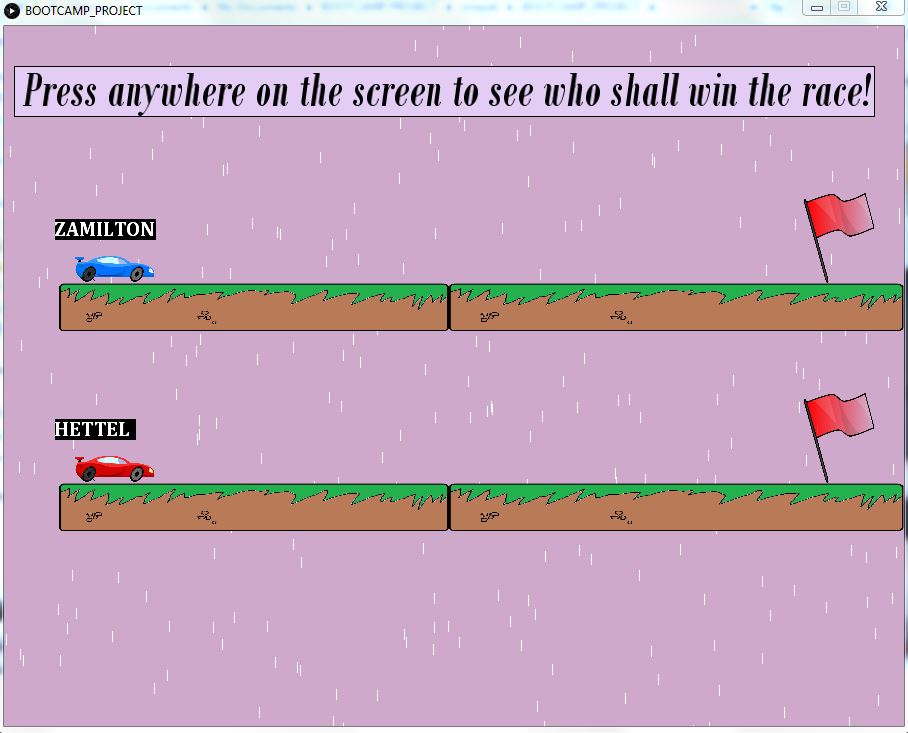 BOOTCAMP_PROJECT
Press anywhere on the screen to see who shall win the race!
ZAMILTON
HETTEL